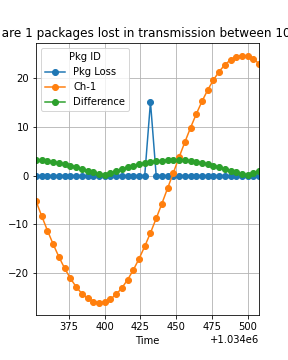 are 1 packages lost in transmission between 10
Pkg ID
Pkg Loss
Ch-1
Difference
20
10
0
−10
−20
375
400
425
450
475
500
+1.034e6
Time